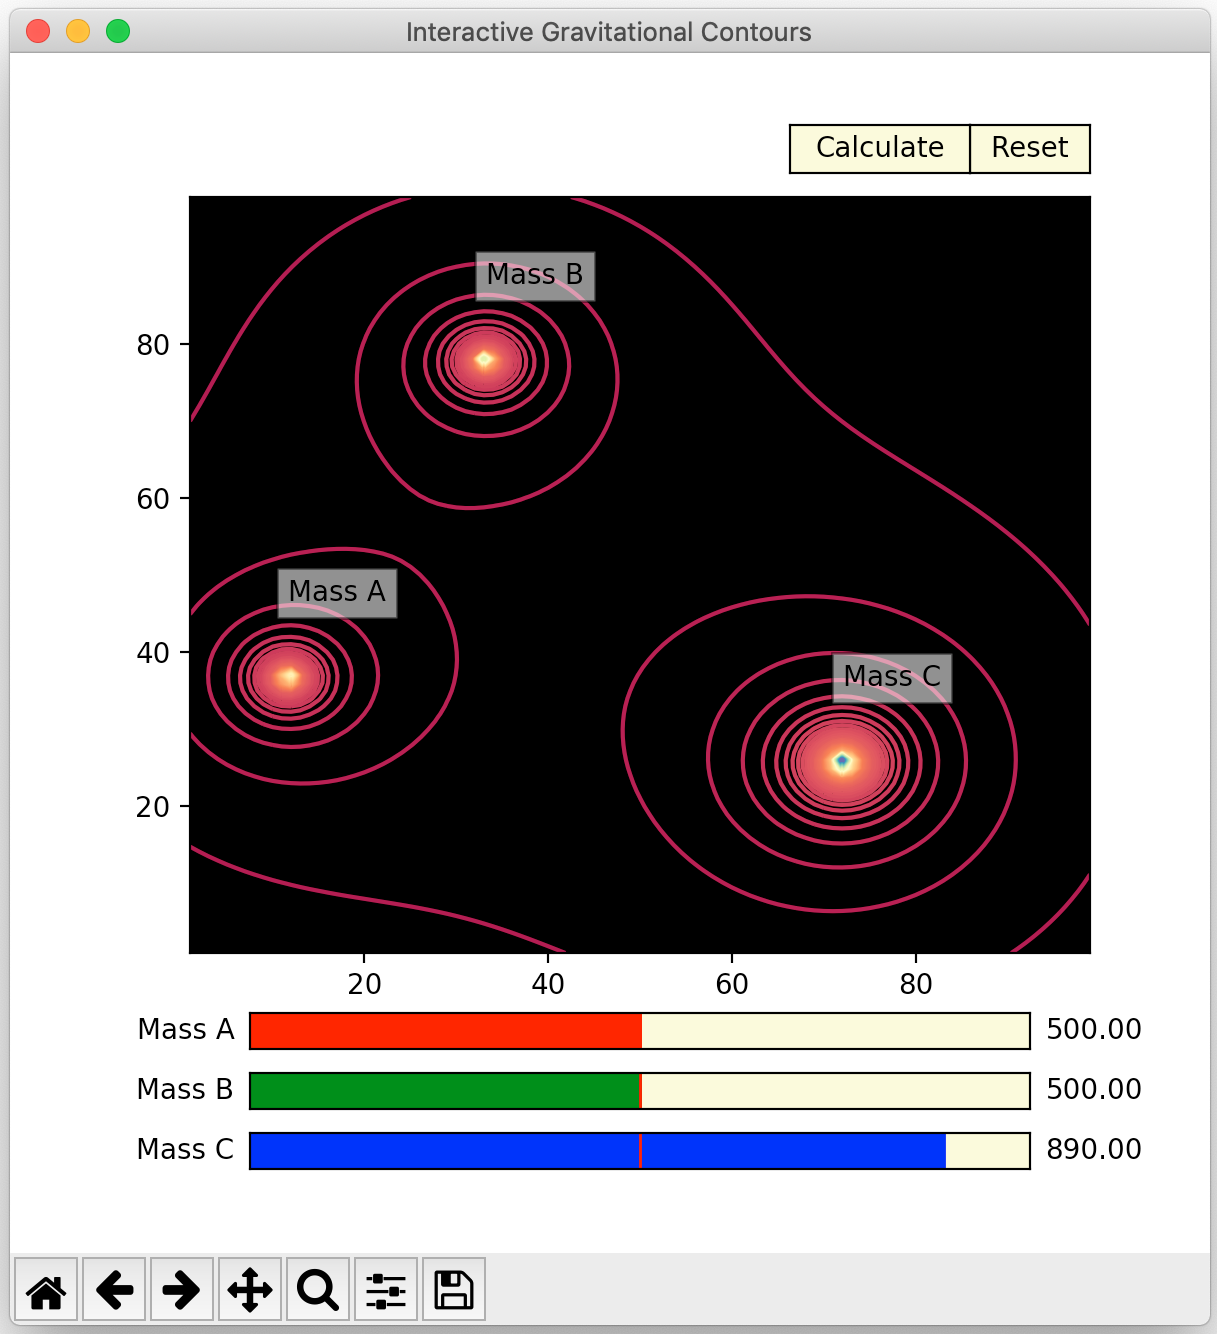 Interactive Gravitational Contours
Calculate Reset
Mass B
80
60
Mass A
40
Mass C
20
20 40 60 80
Mass A 500.00
Mass B 500.00
Mass C 890.00